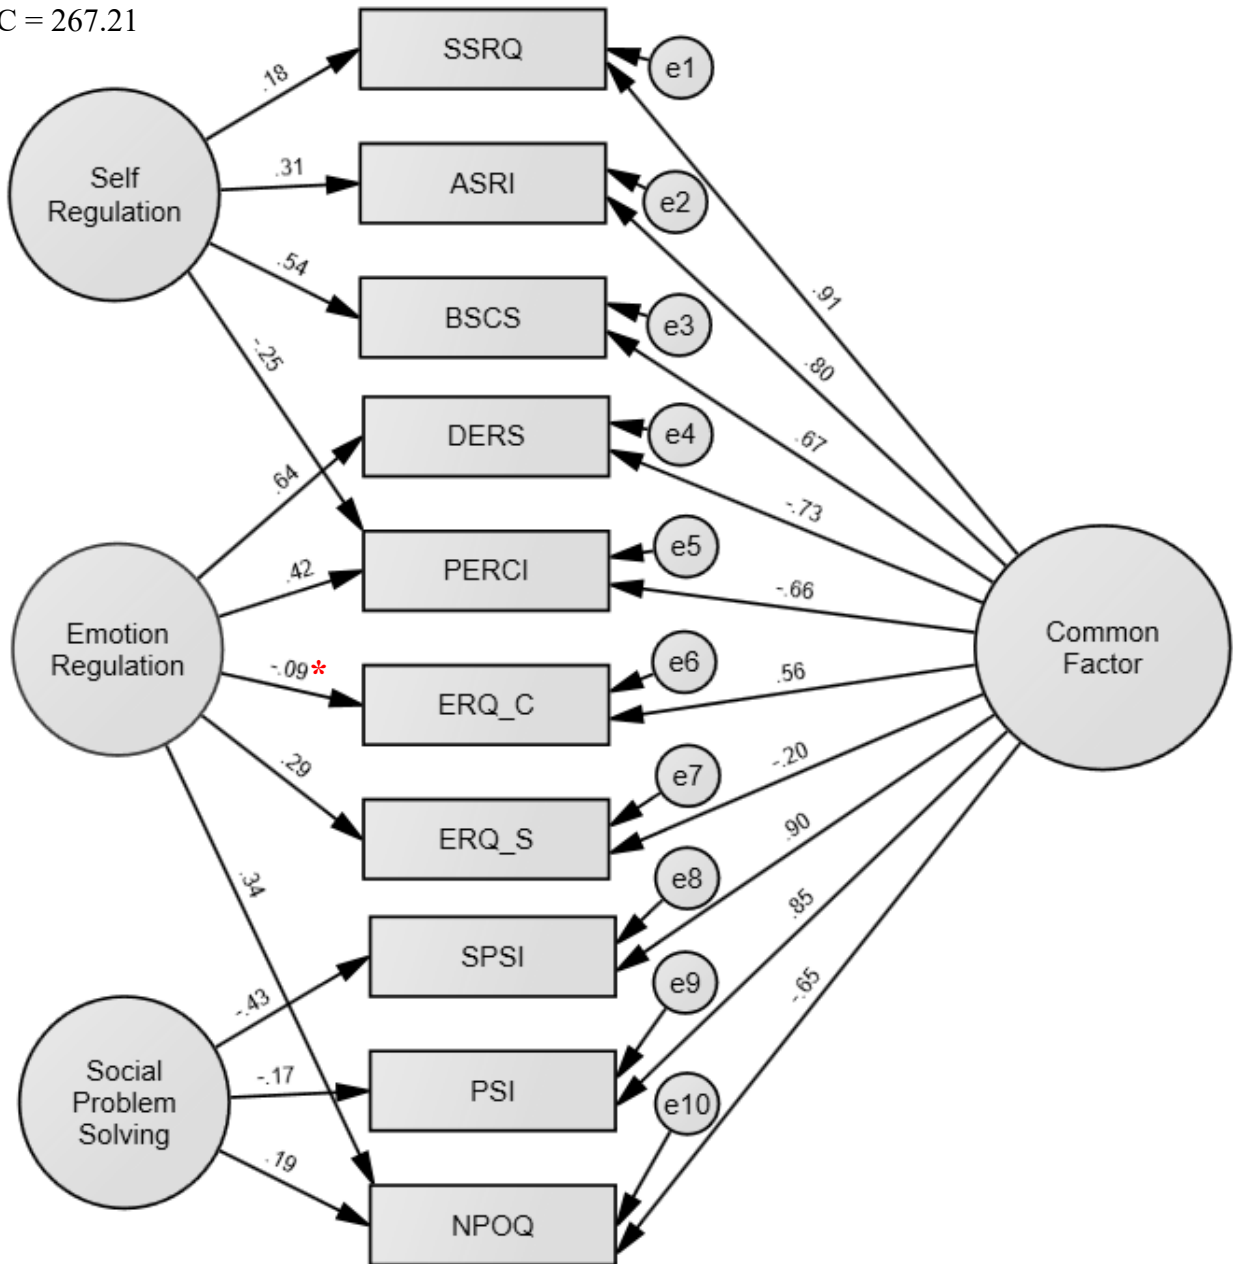 C = 267.21
SSRQ
e1
.18
Self
Regulation
.31
ASRI
e2
.54
BSCS
e3
.91
-.25
.80
DERS
e4
.67
.64
-.73
PERCI
e5
.42
-.66
Emotion
Regulation
-.09*
ERQ_C
e6
.56
Common
Factor
.29
ERQ_S
e7
-.20
.34
SPSI
e8
.90
-.43
e9
.85
Social
Problem
Solving
-.17
PSI
-.65
e10
.19
NPOQ